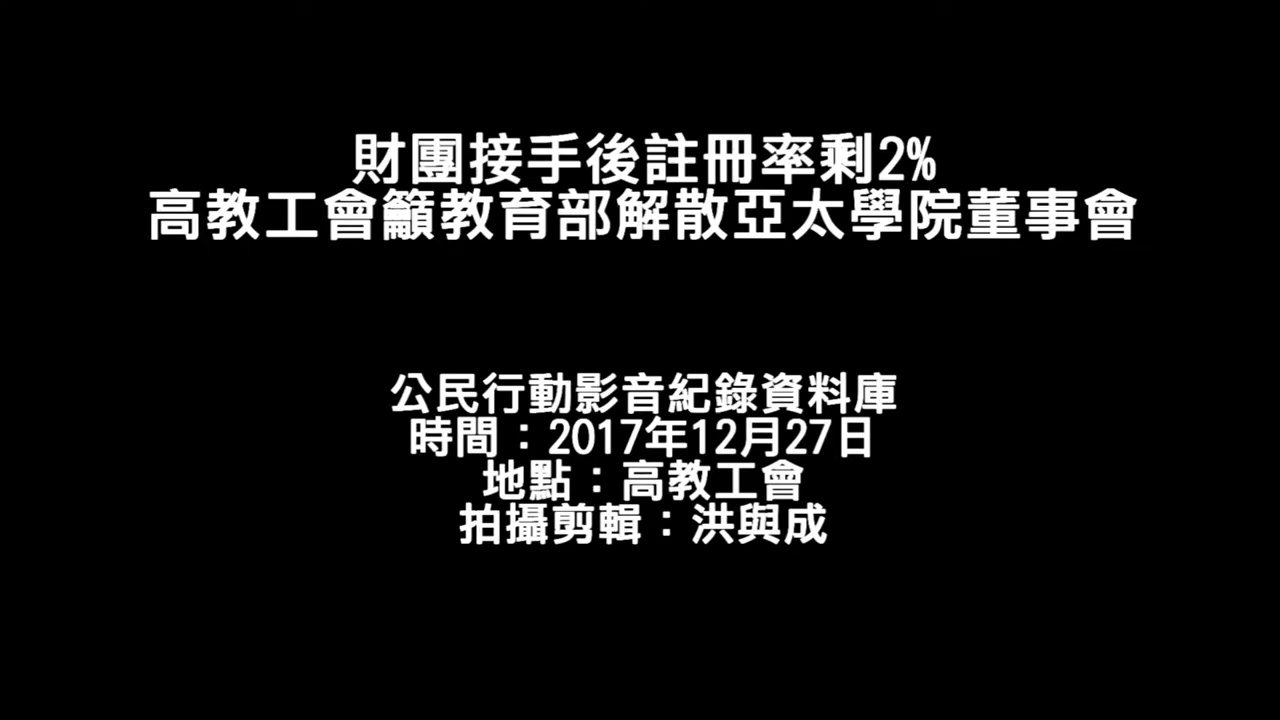 財團接手後註冊率剩2%
高教工會籲教育部解散亞太學院董事會
公民行動影音紀錄資料庫
時間：2017年12月27日
地點：高教工會
拍攝剪輯：洪與成